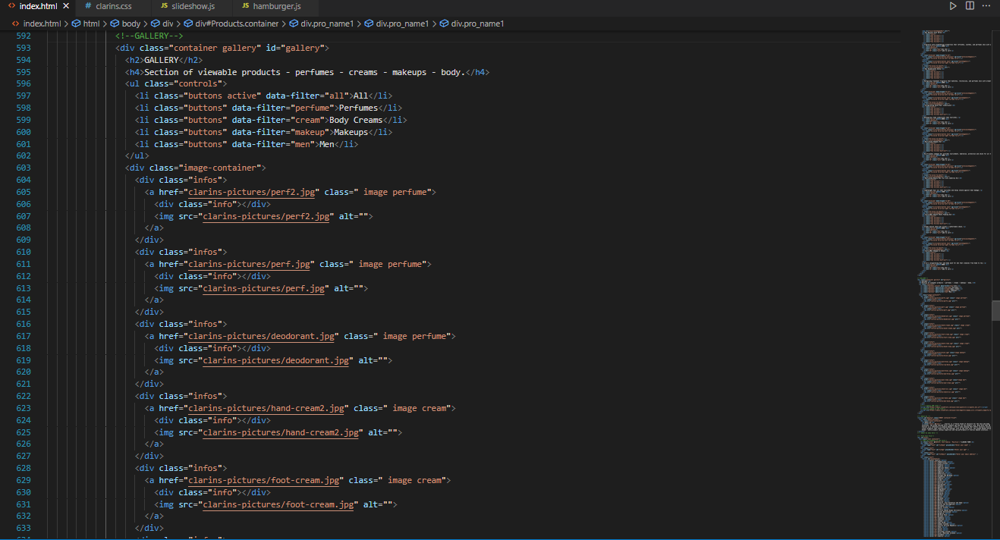 index.html
clarins.css
slideshow.js
hamburger.js
index.html > html > body > div > div#Products.container > div.pro_name1 > div.pro_name1 > div.pro_name1
592 <!--GALLERY-->
593 <div class="container gallery" id="gallery">
594 <h2>GALLERY</h2>
595 <h4>Section of viewable products - perfumes - creams - makeups - body.</h4>
596 <ul class="controls">
597 <li class="buttons active" data-filter="all">All</li>
598 <li class="buttons" data-filter="perfume">Perfumes</li>
599 <li class="buttons" data-filter="cream">Body Creams</li>
600 <li class="buttons" data-filter="makeup">Makeups</li>
601 <li class="buttons" data-filter="men">Men</li>
602 </ul>
603 <div class="image-container">
604 <div class="infos">
605 <a href="clarins-pictures/perf2.jpg" class=" image perfume">
606 <div class="info"></div>
607 <img src="clarins-pictures/perf2.jpg" alt="">
608 </a>
609 </div>
610 <div class="infos">
611 <a href="clarins-pictures/perf.jpg" class=" image perfume">
612 <div class="info"></div>
613 <img src="clarins-pictures/perf.jpg" alt="">
614 </a>
615 </div>
616 <div class="infos">
617 <a href="clarins-pictures/deodorant.jpg" class=" image perfume">
618 <div class="info"></div>
619 <img src="clarins-pictures/deodorant.jpg" alt="">
620 </a>
621 </div>
622 <div class="infos">
623 <a href="clarins-pictures/hand-cream2.jpg" class=" image cream">
624 <div class="info"></div>
625 <img src="clarins-pictures/hand-cream2.jpg" alt="">
626 </a>
627 </div>
628 <div class="infos">
629 <a href="clarins-pictures/foot-cream.jpg" class=" image cream">
630 <div class="info"></div>
631 <img src="clarins-pictures/foot-cream.jpg" alt="">
632 </a>
633 </div>